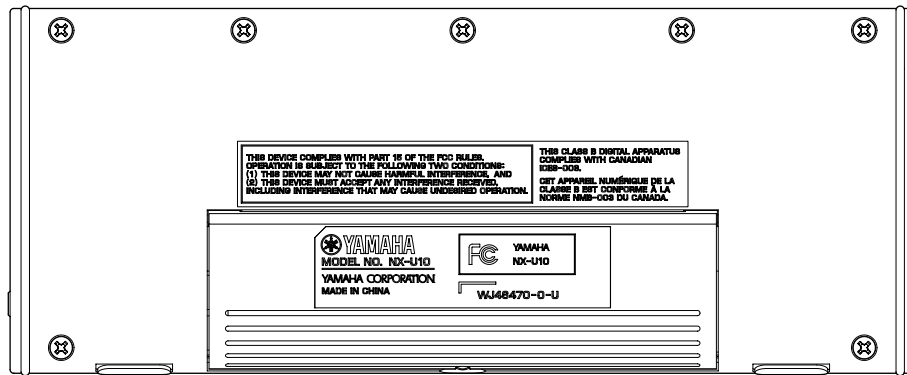 THIS DEVICE COMPLIES WITH PART 15 OF THE FCC RULES.
OPERATION IS SUBJECT TO THE FOLLOWING TWO CONDITIONS:
(1) THIS DEVICE MAY NOT CAUSE HARMFUL INTERFERENCE, AND
(2) THIS DEVICE MUST ACCEPT ANY INTERFERENCE RECEIVED,
INCLUDING INTERFERENCE THAT MAY CAUSE UNDESIRED OPERATION.
THIS CLASS B DIGITAL APPARATUS
COMPLIES WITH CANADIAN
ICES-003.
CET APPAREIL NUMÉRIQUE DE LA
CLASSE B EST CONFORME À LA
NORME NMB-003 DU CANADA.
YAMAHA
MODEL NO. NX-U10
YAMAHA CORPORATION
MADE IN CHINA
FC
YAMAHA
NX-U10
WJ48470-0-U